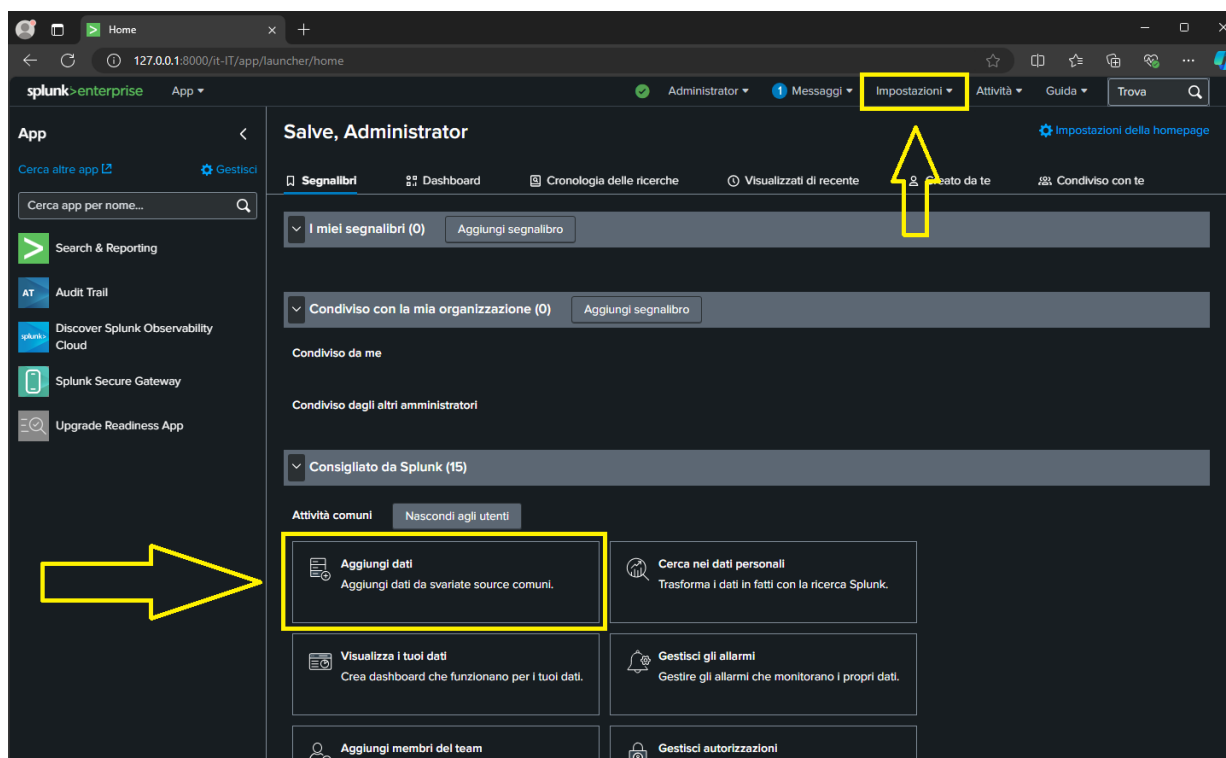 Home
127.0.0.1:8000/it-IT/app/launcher/home
splunk>enterprise App
Administrator 1 Messaggi Impostazioni Attività Guida Trova
App
Cerca altre app Gestisci
Cerca app per nome...
Search & Reporting
AT Audit Trail
splunk> Discover Splunk Observability
Cloud
Splunk Secure Gateway
Upgrade Readiness App
Salve, Administrator
Impostazioni della homepage
Segnalibri Dashboard Cronologia delle ricerche Visualizzati di recente Creato da te Condiviso con te
I miei segnalibri (0) Aggiungi segnalibro
Condiviso con la mia organizzazione (0) Aggiungi segnalibro
Condiviso da me
Condiviso dagli altri amministratori
Consigliato da Splunk (15)
Attività comuni Nascondi agli utenti
Aggiungi dati
Aggiungi dati da svariate source comuni.
Cerca nei dati personali
Trasforma i dati in fatti con la ricerca Splunk.
Visualizza i tuoi dati
Crea dashboard che funzionano per i tuoi dati.
Gestisci gli allarmi
Gestire gli allarmi che monitorano i propri dati.
Aggiungi membri del team
Gestisci autorizzazioni